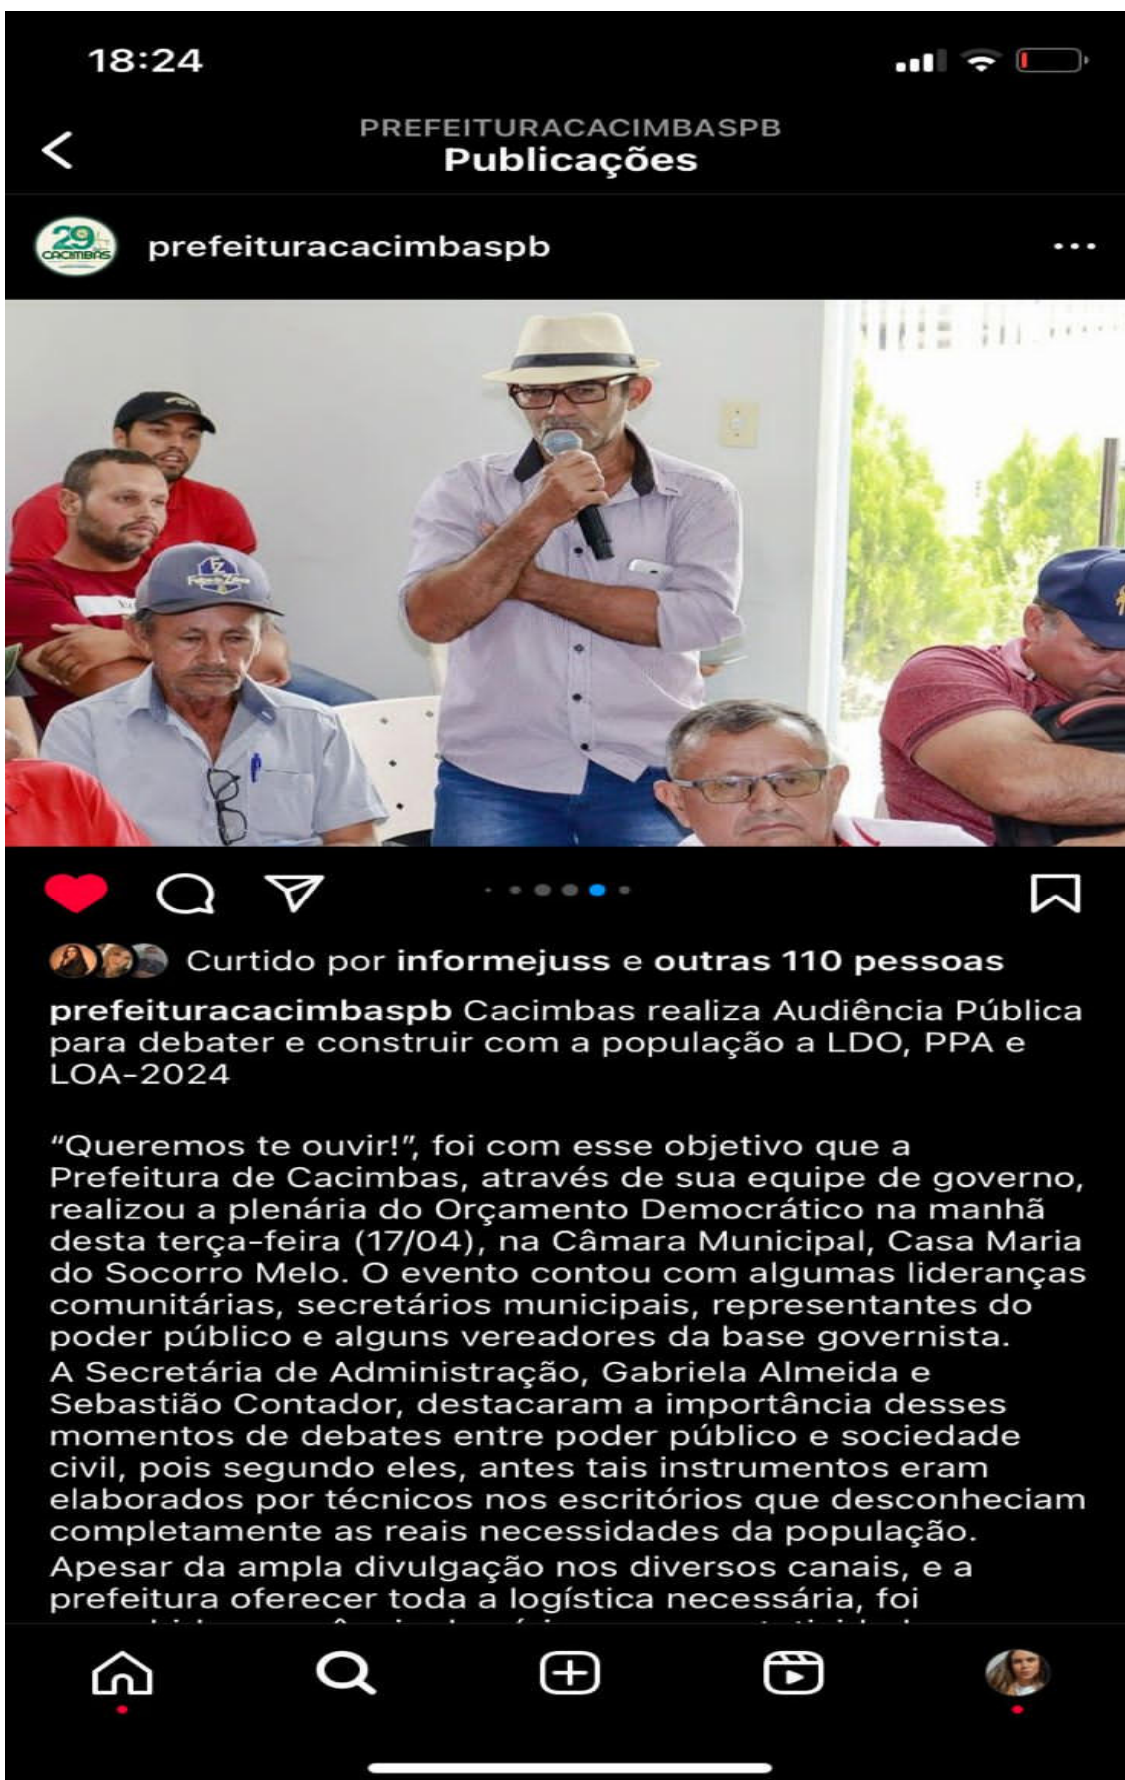 18:24
PREFEITURACACIMBASPB
Publicações
29
CACIMBAS
prefeituracacimbaspb
FZ
Curtido por informejuss e outras 110 pessoas
prefeituracacimbaspb Cacimbas realiza Audiência Pública
para debater e construir com a população a LDO, PPA e
LOA-2024
“Queremos te ouvir!”, foi com esse objetivo que a
Prefeitura de Cacimbas, através de sua equipe de governo,
realizou a plenária do Orçamento Democrático na manhã
desta terça-feira (17/04), na Câmara Municipal, Casa Maria
do Socorro Melo. O evento contou com algumas lideranças
comunitárias, secretários municipais, representantes do
poder público e alguns vereadores da base governista.
A Secretária de Administração, Gabriela Almeida e
Sebastião Contador, destacaram a importância desses
momentos de debates entre poder público e sociedade
civil, pois segundo eles, antes tais instrumentos eram
elaborados por técnicos nos escritórios que desconheciam
completamente as reais necessidades da população.
Apesar da ampla divulgação nos diversos canais, e a
prefeitura oferecer toda a logística necessária, foi